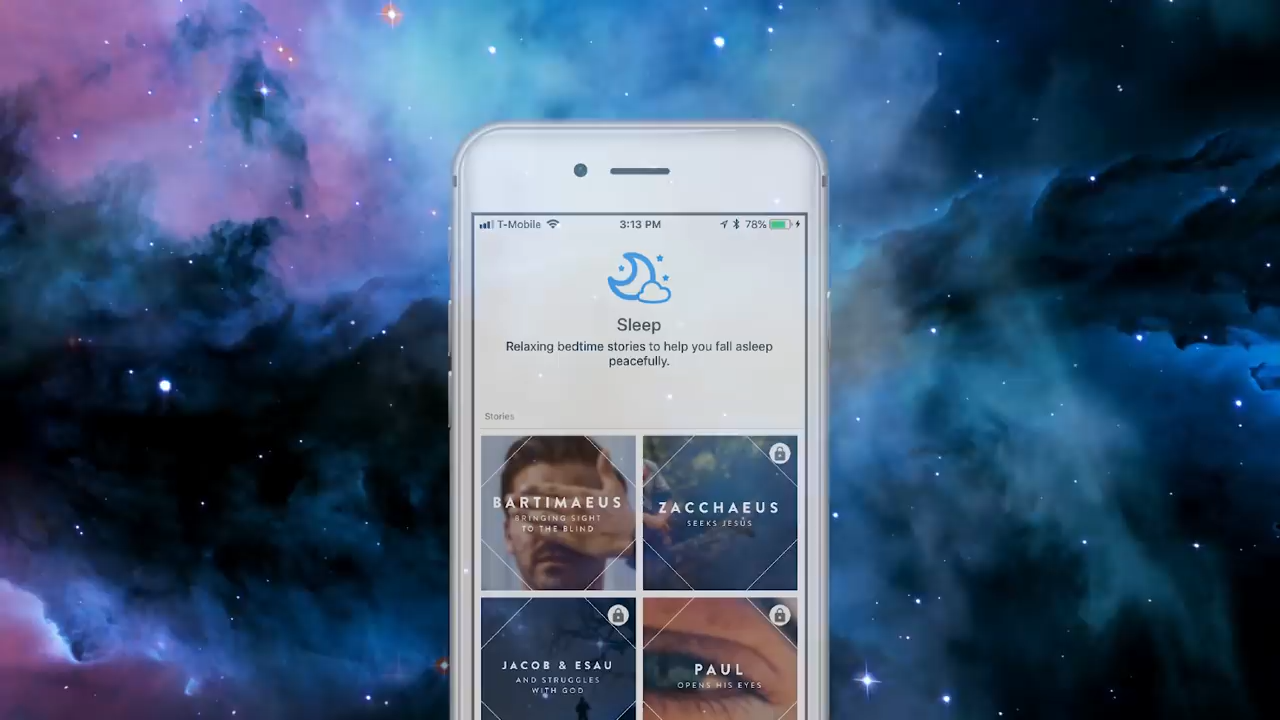 T-Mobile 3:13 PM 78%
Sleep
Relaxing bedtime stories to help you fall asleep
peacefully.
Stories
BARTIMAEUS
BRINGING SIGHT
TO THE BLIND
ZACCHAEUS
SEEKS JESUS
JACOB & ESAU
AND STRUGGLES
WITH GOD
PAUL
OPENS HIS EYES